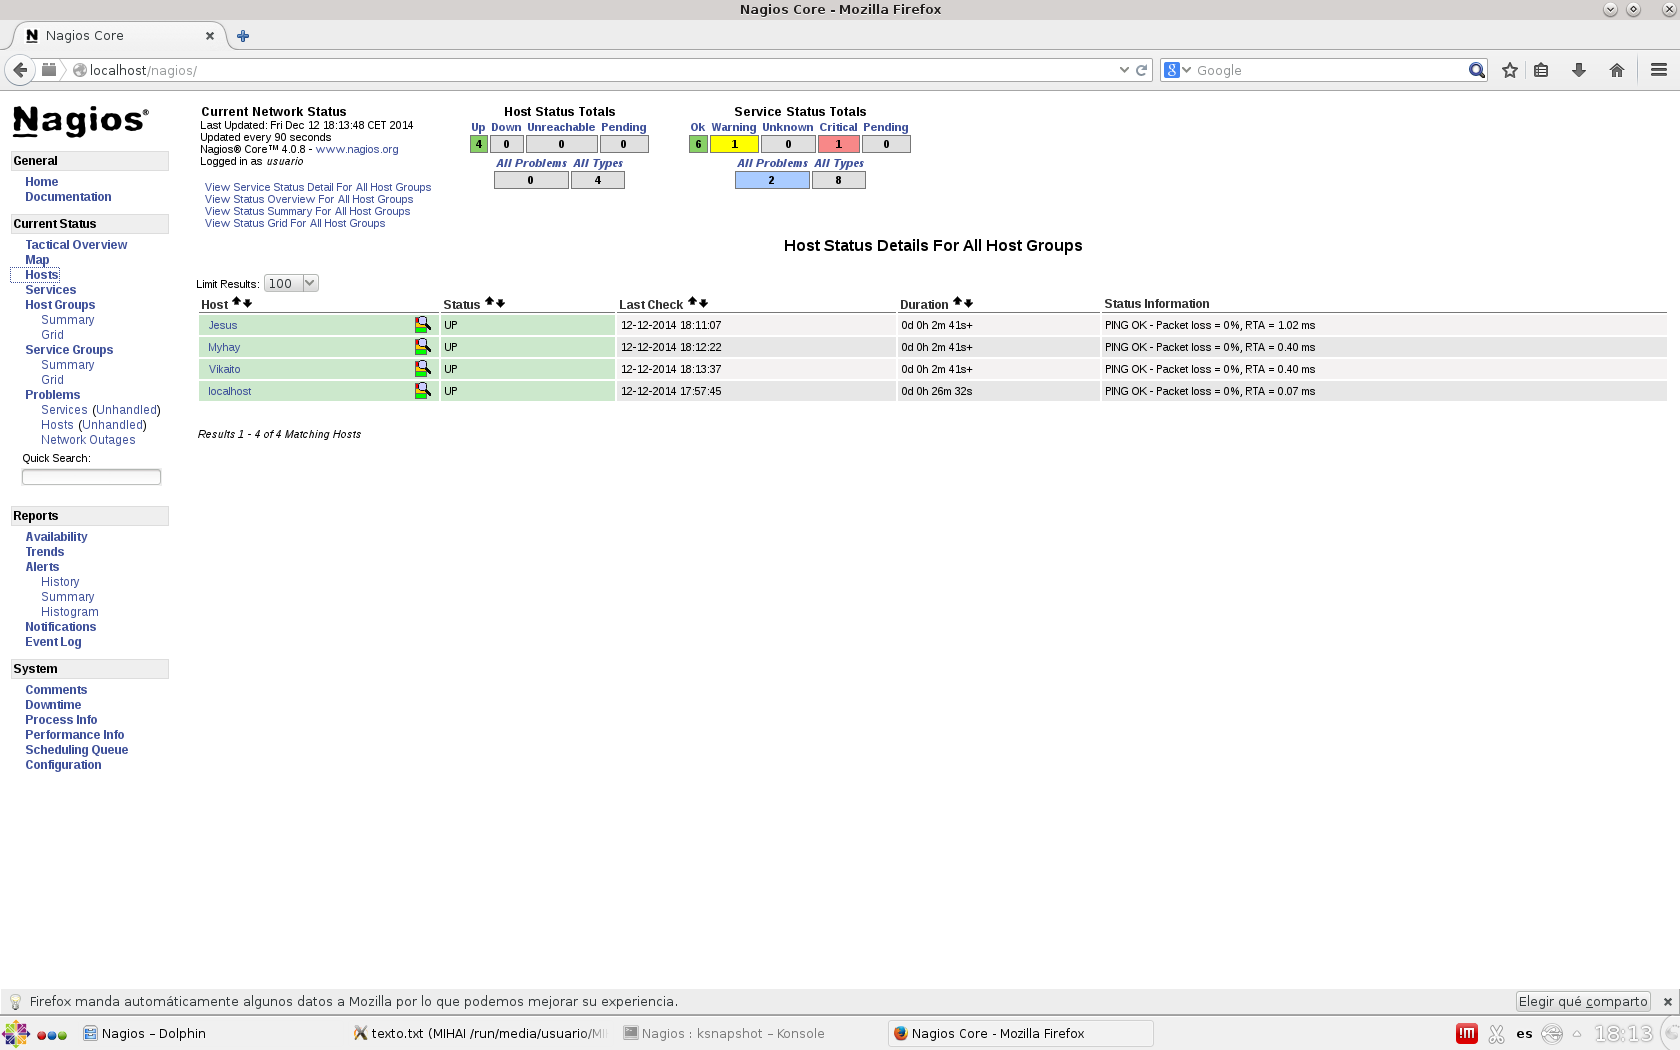 Nagios Core - Mozilla Firefox
Nagios Core
localhost/nagios/
Google
Nagios®
General
Home
Documentation
Current Status
Tactical Overview
Map
Hosts
Services
Host Groups
Summary
Grid
Service Groups
Summary
Grid
Problems
Services (Unhandled)
Hosts (Unhandled)
Network Outages
Quick Search:
Reports
Availability
Trends
Alerts
History
Summary
Histogram
Notifications
Event Log
System
Comments
Downtime
Process Info
Performance Info
Scheduling Queue
Configuration
Current Network Status
Last Updated: Fri Dec 12 18:13:48 CET 2014
Updated every 90 seconds
Nagios® Core™ 4.0.8 - www.nagios.org
Logged in as usuario
View Service Status Detail For All Host Groups
View Status Overview For All Host Groups
View Status Summary For All Host Groups
View Status Grid For All Host Groups
Host Status Totals
Up Down Unreachable Pending
4 0 0 0
All Problems All Types
0 4
Service Status Totals
Ok Warning Unknown Critical Pending
6 1 0 1 0
All Problems All Types
2 8
Host Status Details For All Host Groups
Limit Results: 100
Host Status Last Check Duration Status Information
Jesus UP 12-12-2014 18:11:07 0d 0h 2m 41s+ PING OK - Packet loss = 0%, RTA = 1.02 ms
Myhay UP 12-12-2014 18:12:22 0d 0h 2m 41s+ PING OK - Packet loss = 0%, RTA = 0.40 ms
Vikaito UP 12-12-2014 18:13:37 0d 0h 2m 41s+ PING OK - Packet loss = 0%, RTA = 0.40 ms
localhost UP 12-12-2014 17:57:45 0d 0h 26m 32s PING OK - Packet loss = 0%, RTA = 0.07 ms
Results 1 - 4 of 4 Matching Hosts
Firefox manda automáticamente algunos datos a Mozilla por lo que podemos mejorar su experiencia.
Elegir qué comparto
Nagios – Dolphin
texto.txt (MIHAI /run/media/usuario/MI
Nagios : ksnapshot – Konsole
Nagios Core - Mozilla Firefox
!m
es
18:13